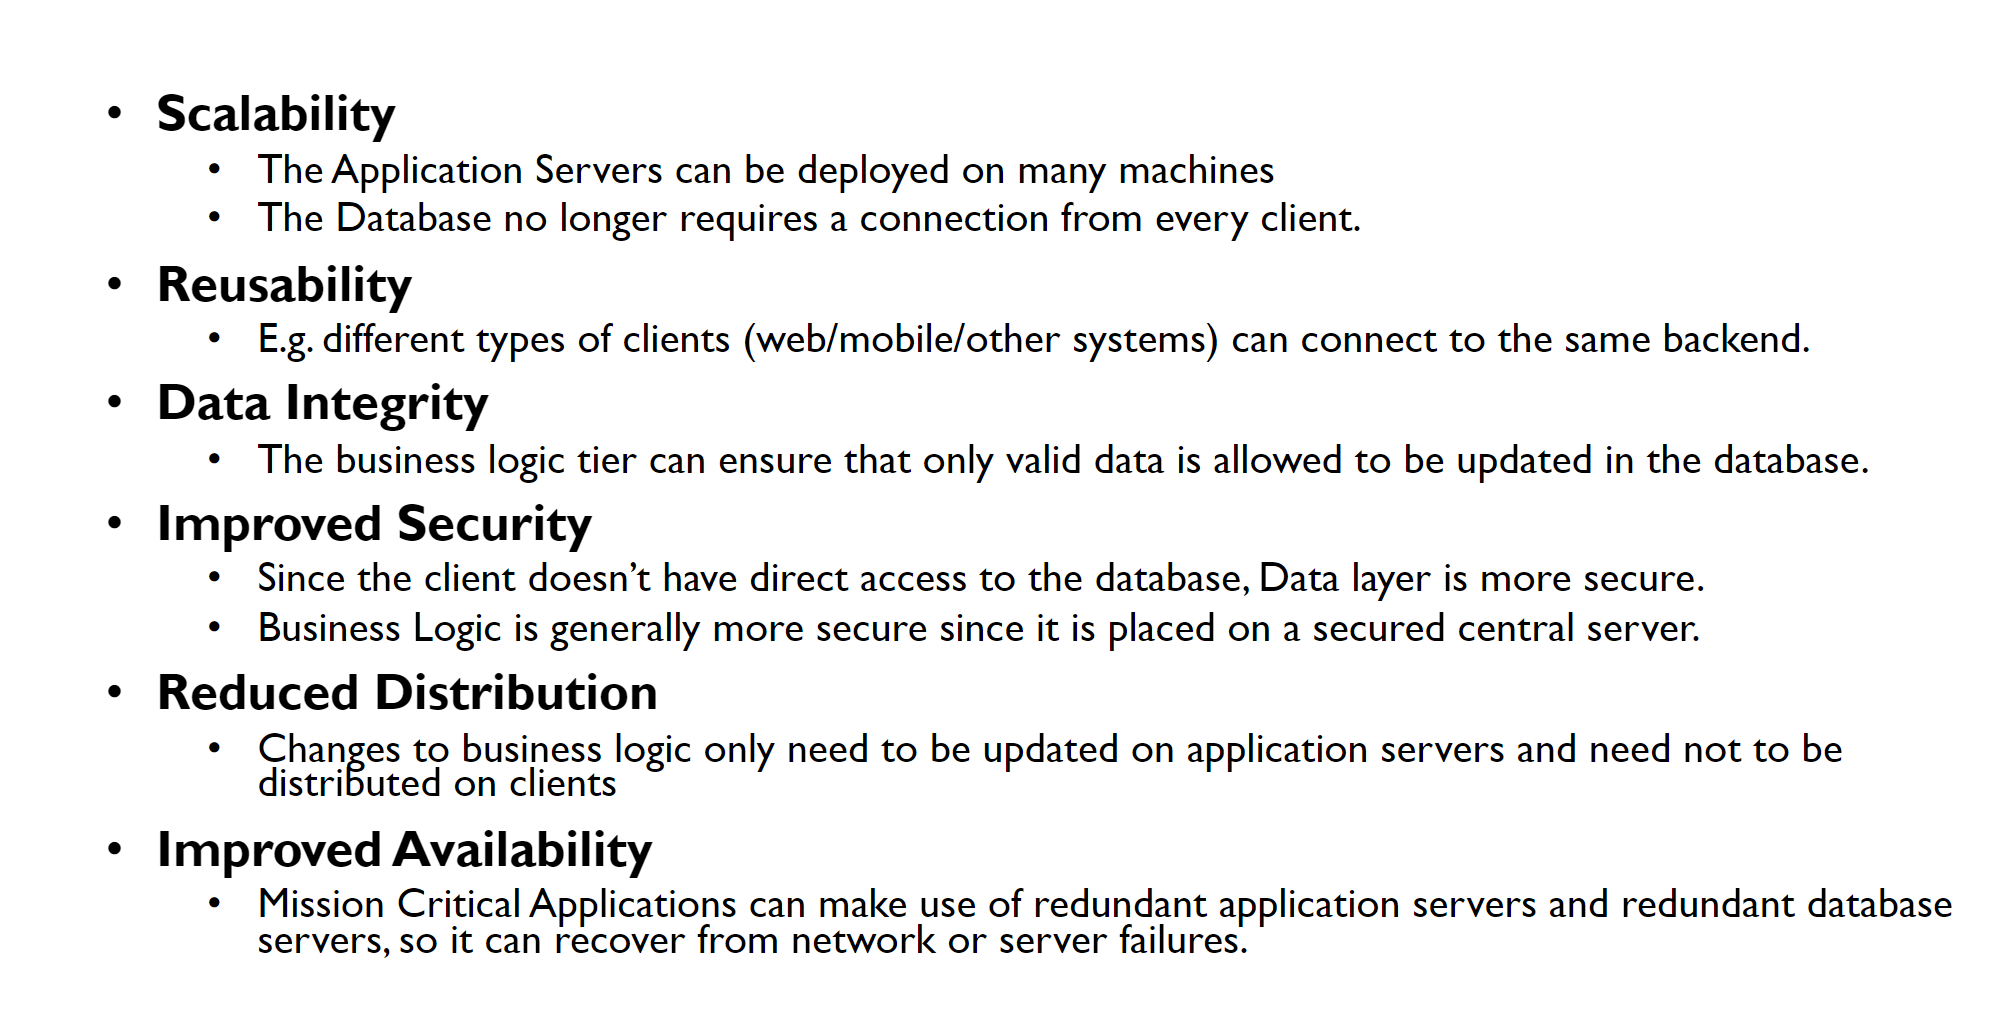 • Scalability
• The Application Servers can be deployed on many machines
• The Database no longer requires a connection from every client.
• Reusability
• E.g. different types of clients (web/mobile/other systems) can connect to the same backend.
• Data Integrity
• The business logic tier can ensure that only valid data is allowed to be updated in the database.
• Improved Security
• Since the client doesn’t have direct access to the database, Data layer is more secure.
• Business Logic is generally more secure since it is placed on a secured central server.
• Reduced Distribution
• Changes to business logic only need to be updated on application servers and need not to be
distributed on clients
• Improved Availability
• Mission Critical Applications can make use of redundant application servers and redundant database
servers, so it can recover from network or server failures.